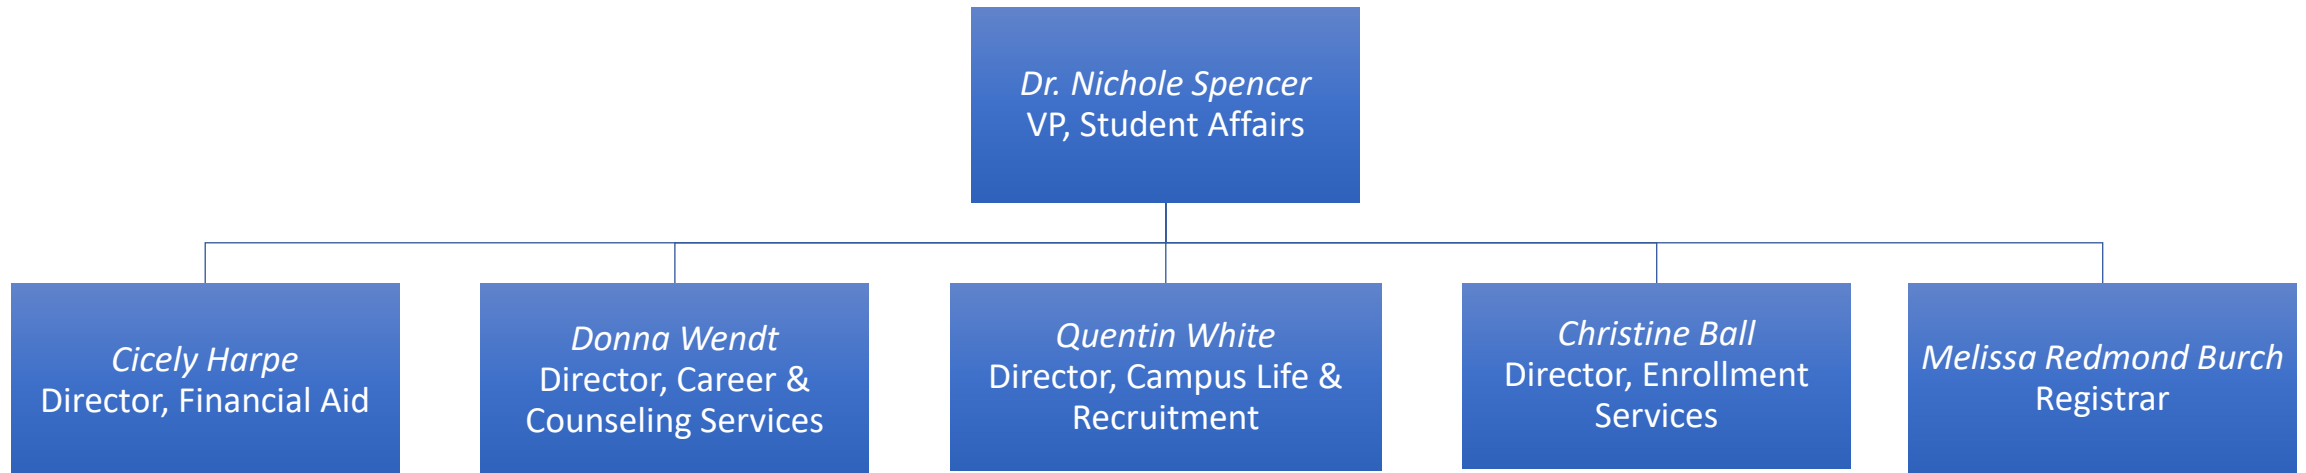 Dr. Nichole Spencer
VP, Student Affairs
Cicely Harpe
Director, Financial Aid
Donna Wendt
Director, Career &
Counseling Services
Quentin White
Director, Campus Life &
Recruitment
Christine Ball
Director, Enrollment
Services
Melissa Redmond Burch
Registrar